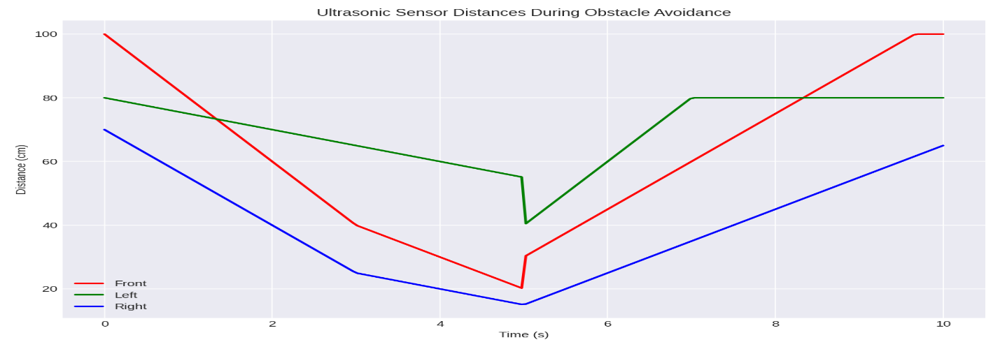 Ultrasonic Sensor Distances During Obstacle Avoidance
Distance (cm)
100
80
60
40
20
Front
Left
Right
0 2 4 6 8 10
Time (s)